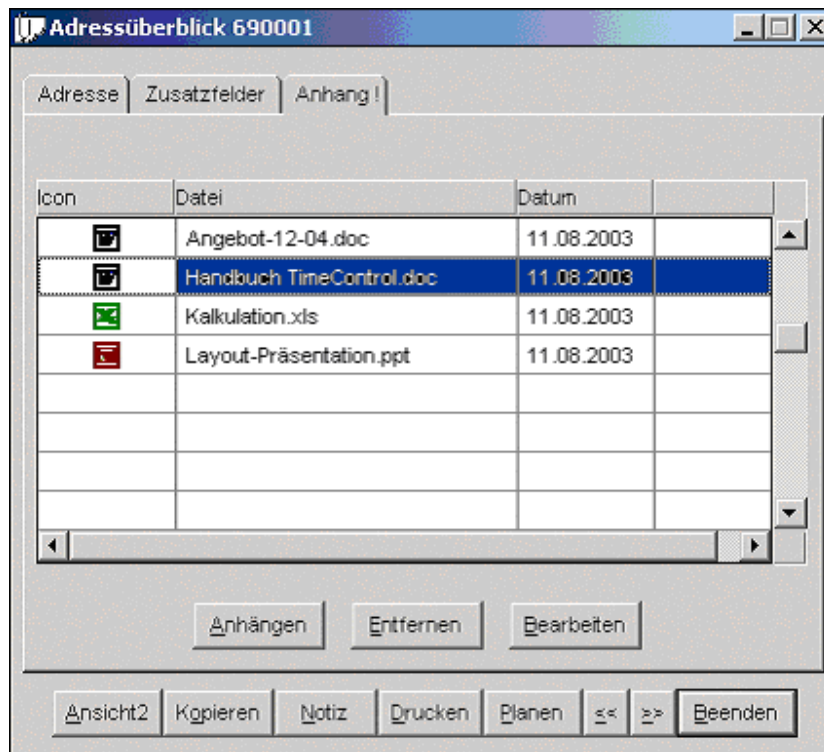 Adressüberblick 690001
Adresse Zusatzfelder Anhang !
Icon Datei Datum
Angebot-12-04.doc 11.08.2003
Handbuch TimeControl.doc 11.08.2003
Kalkulation.xls 11.08.2003
Layout-Präsentation.ppt 11.08.2003
Anhängen Entfernen Bearbeiten
Ansicht2 Kopieren Notiz Drucken Planen << >> Beenden